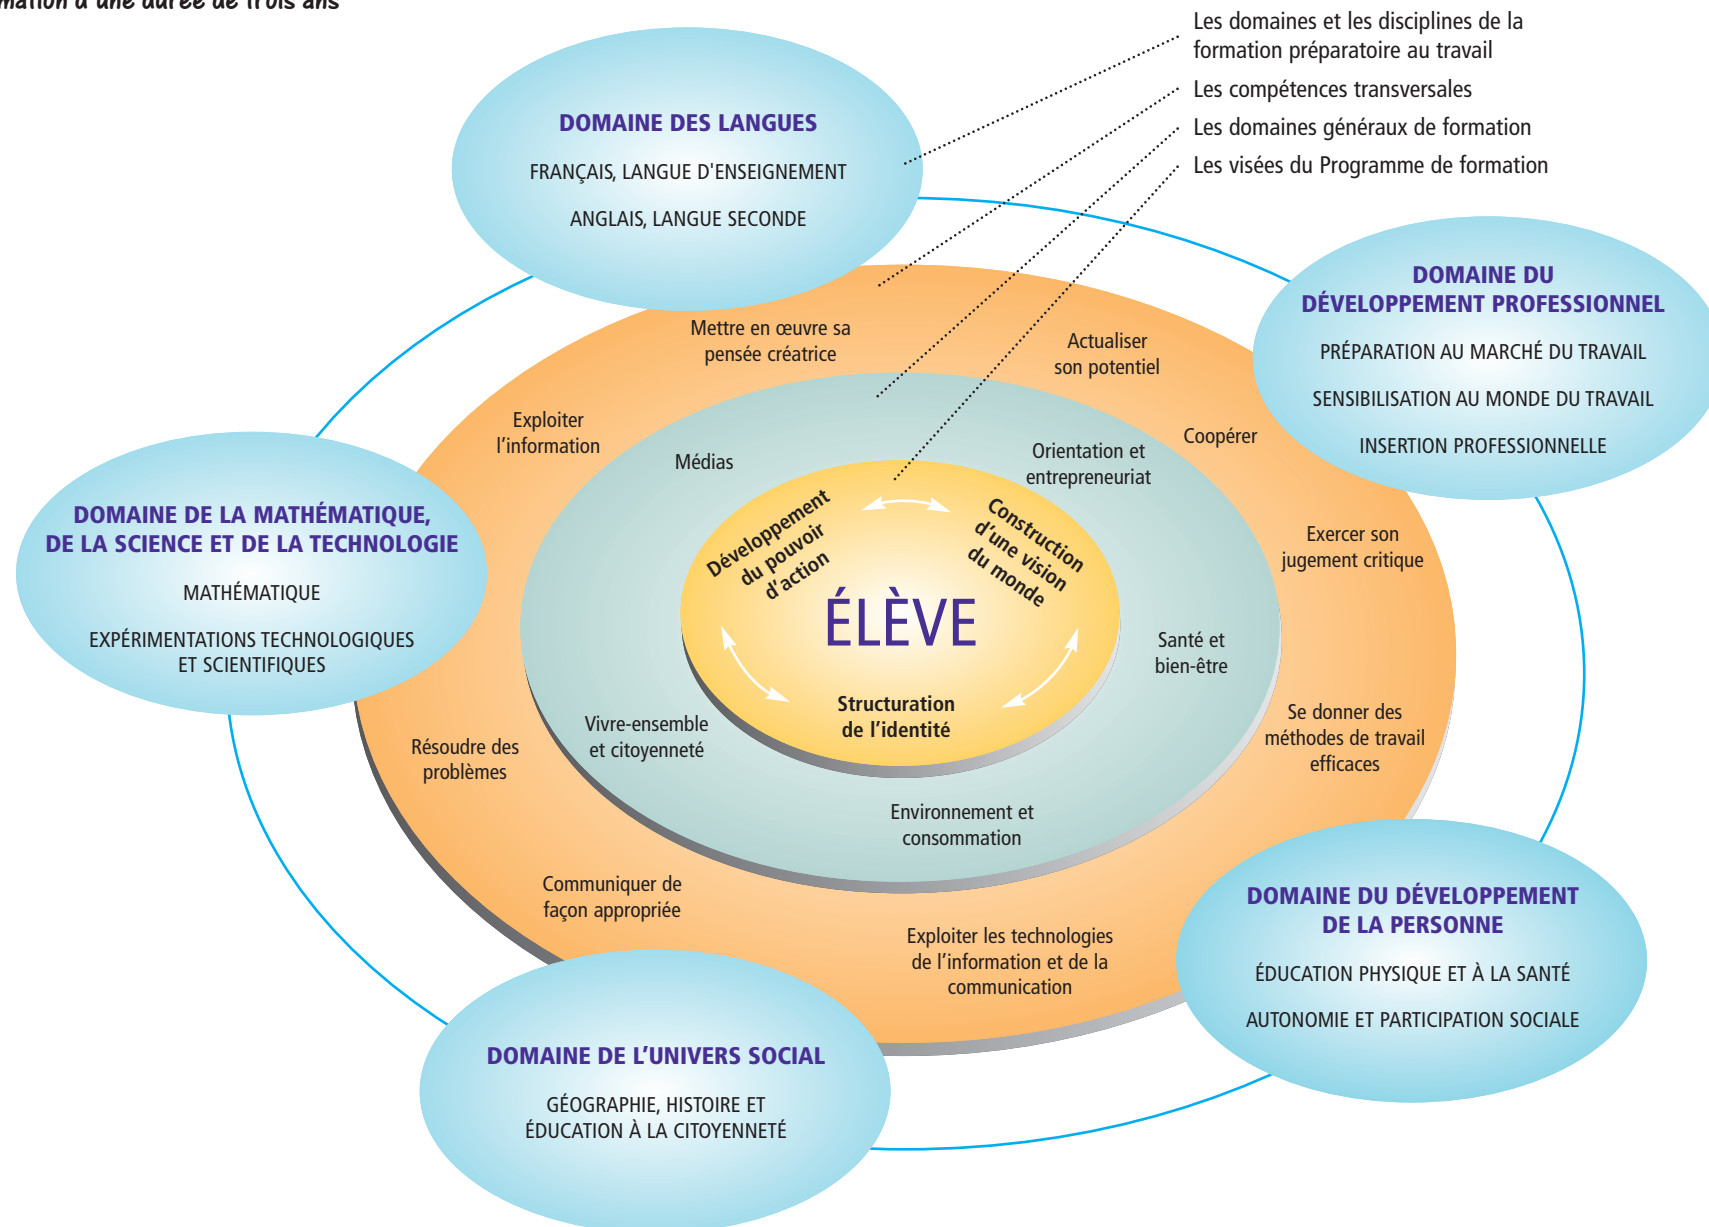 d'une durée de trois ans
Les domaines et les disciplines de la
formation préparatoire au travail
Les compétences transversales
Les domaines généraux de formation
Les visées du Programme de formation
DOMAINE DES LANGUES
FRANÇAIS, LANGUE D'ENSEIGNEMENT
ANGLAIS, LANGUE SECONDE
DOMAINE DU
DÉVELOPPEMENT PROFESSIONNEL
PRÉPARATION AU MARCHÉ DU TRAVAIL
SENSIBILISATION AU MONDE DU TRAVAIL
INSERTION PROFESSIONNELLE
Mettre en œuvre sa
pensée créatrice
Actualiser
son potentiel
Exploiter
l'information
Coopérer
Médias
Orientation et
entrepreneuriat
DOMAINE DE LA MATHÉMATIQUE,
DE LA SCIENCE ET DE LA TECHNOLOGIE
MATHÉMATIQUE
EXPÉRIMENTATIONS TECHNOLOGIQUES
ET SCIENTIFIQUES
Développement
du pouvoir
d'action
Construction
d'une vision
du monde
Exercer son
jugement critique
ÉLÈVE
Santé et
bien-être
Structuration
de l'identité
Vivre-ensemble
et citoyenneté
Se donner des
méthodes de travail
efficaces
Résoudre des
problèmes
Environnement et
consommation
Communiquer de
façon appropriée
Exploiter les technologies
de l'information et de la
communication
DOMAINE DU DÉVELOPPEMENT
DE LA PERSONNE
ÉDUCATION PHYSIQUE ET À LA SANTÉ
AUTONOMIE ET PARTICIPATION SOCIALE
DOMAINE DE L'UNIVERS SOCIAL
GÉOGRAPHIE, HISTOIRE ET
ÉDUCATION À LA CITOYENNETÉ